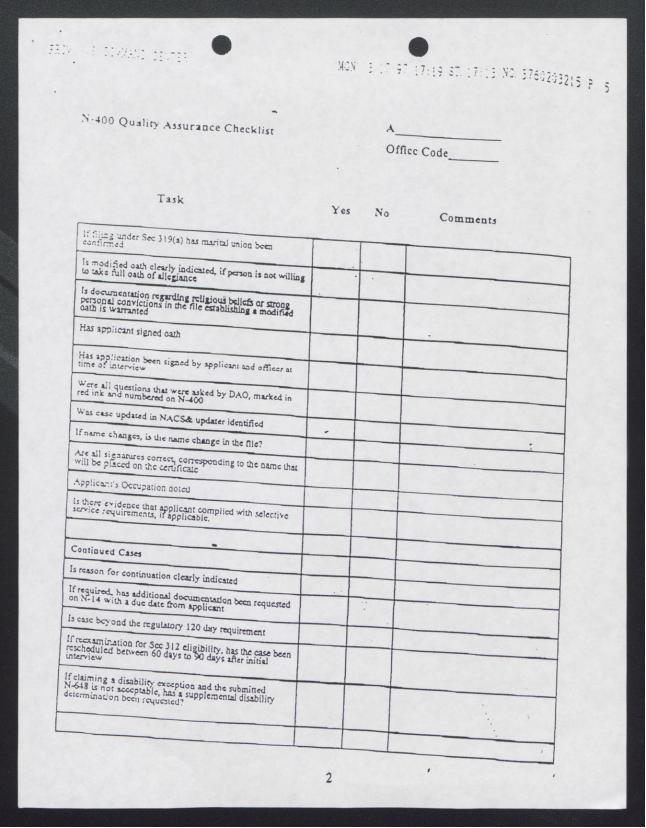 COMMAND CENTER
MON 17:19 NO. 3760203215 P 5
N-400 Quality Assurance Checklist
A
Office Code
Task
Yes No Comments
If filing under Sec 319(a) has marital union been
confirmed
Is modified oath clearly indicated, if person is not willing
to take full oath of allegiance
Is documentation regarding religious beliefs or strong
personal convictions in the file establishing a modified
oath is warranted
Has applicant signed oath
Has application been signed by applicant and officer at
time of interview
Were all questions that were asked by DAO, marked in
red ink and numbered on N-400
Was case updated in NACS& updater identified
If name changes, is the name change in the file?
Are all signatures correct, corresponding to the name that
will be placed on the certificate
Applicant's Occupation noted
Is there evidence that applicant complied with selective
service requirements, if applicable.
Continued Cases
Is reason for continuation clearly indicated
If required, has additional documentation been requested
on N-14 with a due date from applicant
Is case beyond the regulatory 120 day requirement
If reexamination for Sec 312 eligibility, has the case been
rescheduled between 60 days to 90 days after initial
interview
If claiming a disability exception and the submitted
N-648 is not acceptable, has a supplemental disability
determination been requested?
2